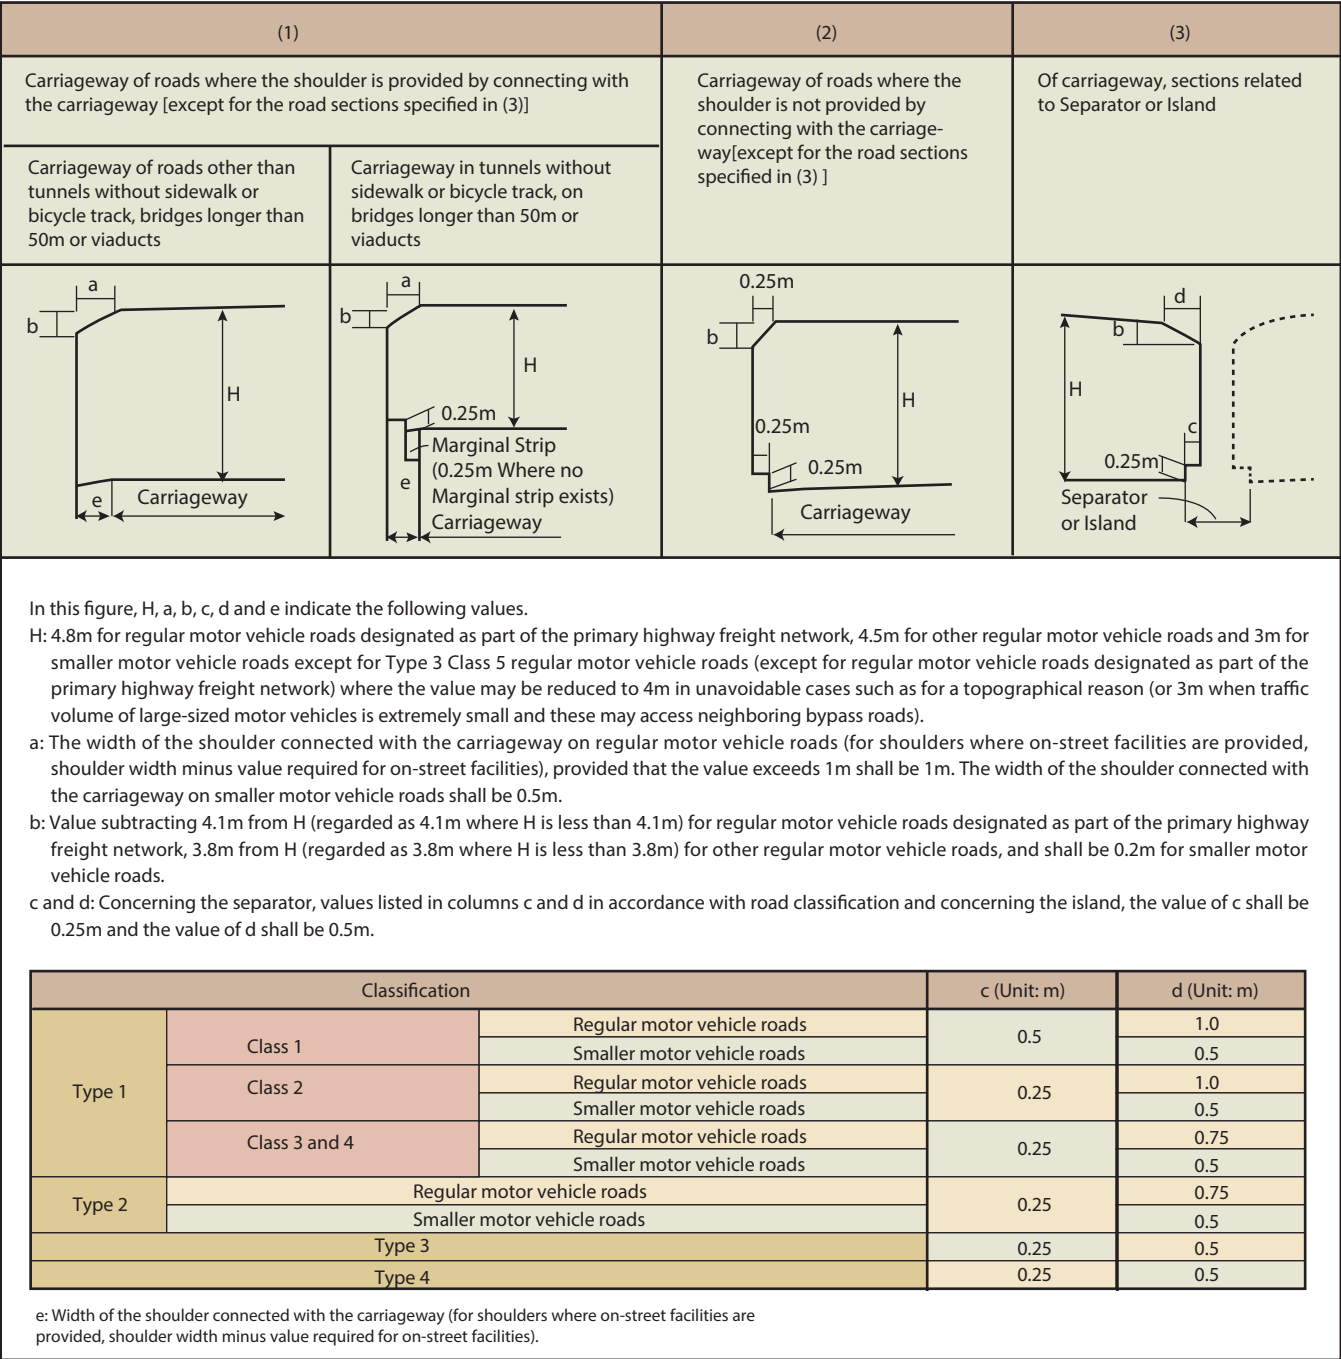 (1)
(2)
(3)
Carriageway of roads where the shoulder is provided by connecting with
the carriageway [except for the road sections specified in (3)]
Carriageway of roads where the
shoulder is not provided by
connecting with the carriage-
way[except for the road sections
specified in (3) ]
Of carriageway, sections related
to Separator or Island
Carriageway of roads other than
tunnels without sidewalk or
bicycle track, bridges longer than
50m or viaducts
Carriageway in tunnels without
sidewalk or bicycle track, on
bridges longer than 50m or
viaducts
a
b
H
e
Carriageway
a
b
H
0.25m
Marginal Strip
(0.25m Where no
Marginal strip exists)
e
Carriageway
0.25m
b
H
0.25m
0.25m
Carriageway
d
b
H
c
0.25m
Separator
or Island
In this figure, H, a, b, c, d and e indicate the following values.
H: 4.8m for regular motor vehicle roads designated as part of the primary highway freight network, 4.5m for other regular motor vehicle roads and 3m for
smaller motor vehicle roads except for Type 3 Class 5 regular motor vehicle roads (except for regular motor vehicle roads designated as part of the
primary highway freight network) where the value may be reduced to 4m in unavoidable cases such as for a topographical reason (or 3m when traffic
volume of large-sized motor vehicles is extremely small and these may access neighboring bypass roads).
a: The width of the shoulder connected with the carriageway on regular motor vehicle roads (for shoulders where on-street facilities are provided,
shoulder width minus value required for on-street facilities), provided that the value exceeds 1m shall be 1m. The width of the shoulder connected with
the carriageway on smaller motor vehicle roads shall be 0.5m.
b: Value subtracting 4.1m from H (regarded as 4.1m where H is less than 4.1m) for regular motor vehicle roads designated as part of the primary highway
freight network, 3.8m from H (regarded as 3.8m where H is less than 3.8m) for other regular motor vehicle roads, and shall be 0.2m for smaller motor
vehicle roads.
c and d: Concerning the separator, values listed in columns c and d in accordance with road classification and concerning the island, the value of c shall be
0.25m and the value of d shall be 0.5m.
Classification c (Unit: m) d (Unit: m)
Type 1
Class 1
Regular motor vehicle roads 0.5 1.0
Smaller motor vehicle roads 0.5
Class 2
Regular motor vehicle roads 0.25 1.0
Smaller motor vehicle roads 0.5
Class 3 and 4
Regular motor vehicle roads 0.25 0.75
Smaller motor vehicle roads 0.5
Type 2
Regular motor vehicle roads 0.25 0.75
Smaller motor vehicle roads 0.5
Type 3 0.25 0.5
Type 4 0.25 0.5
e: Width of the shoulder connected with the carriageway (for shoulders where on-street facilities are
provided, shoulder width minus value required for on-street facilities).